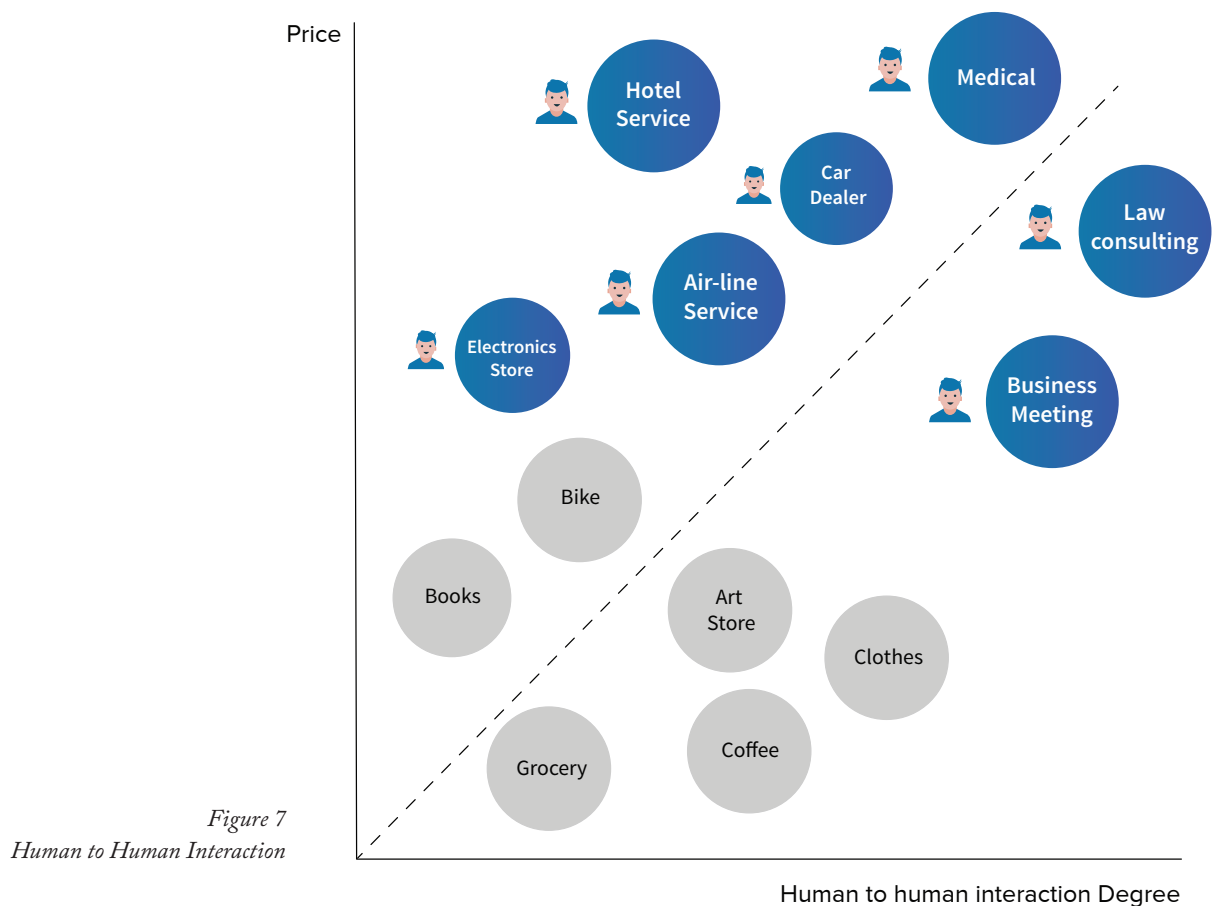 Price
Hotel
Service
Medical
Car
Dealer
Law
consulting
Air-line
Service
Electronics
Store
Business
Meeting
Bike
Books
Art
Store
Clothes
Coffee
Grocery
Figure 7
Human to Human Interaction
Human to human interaction Degree